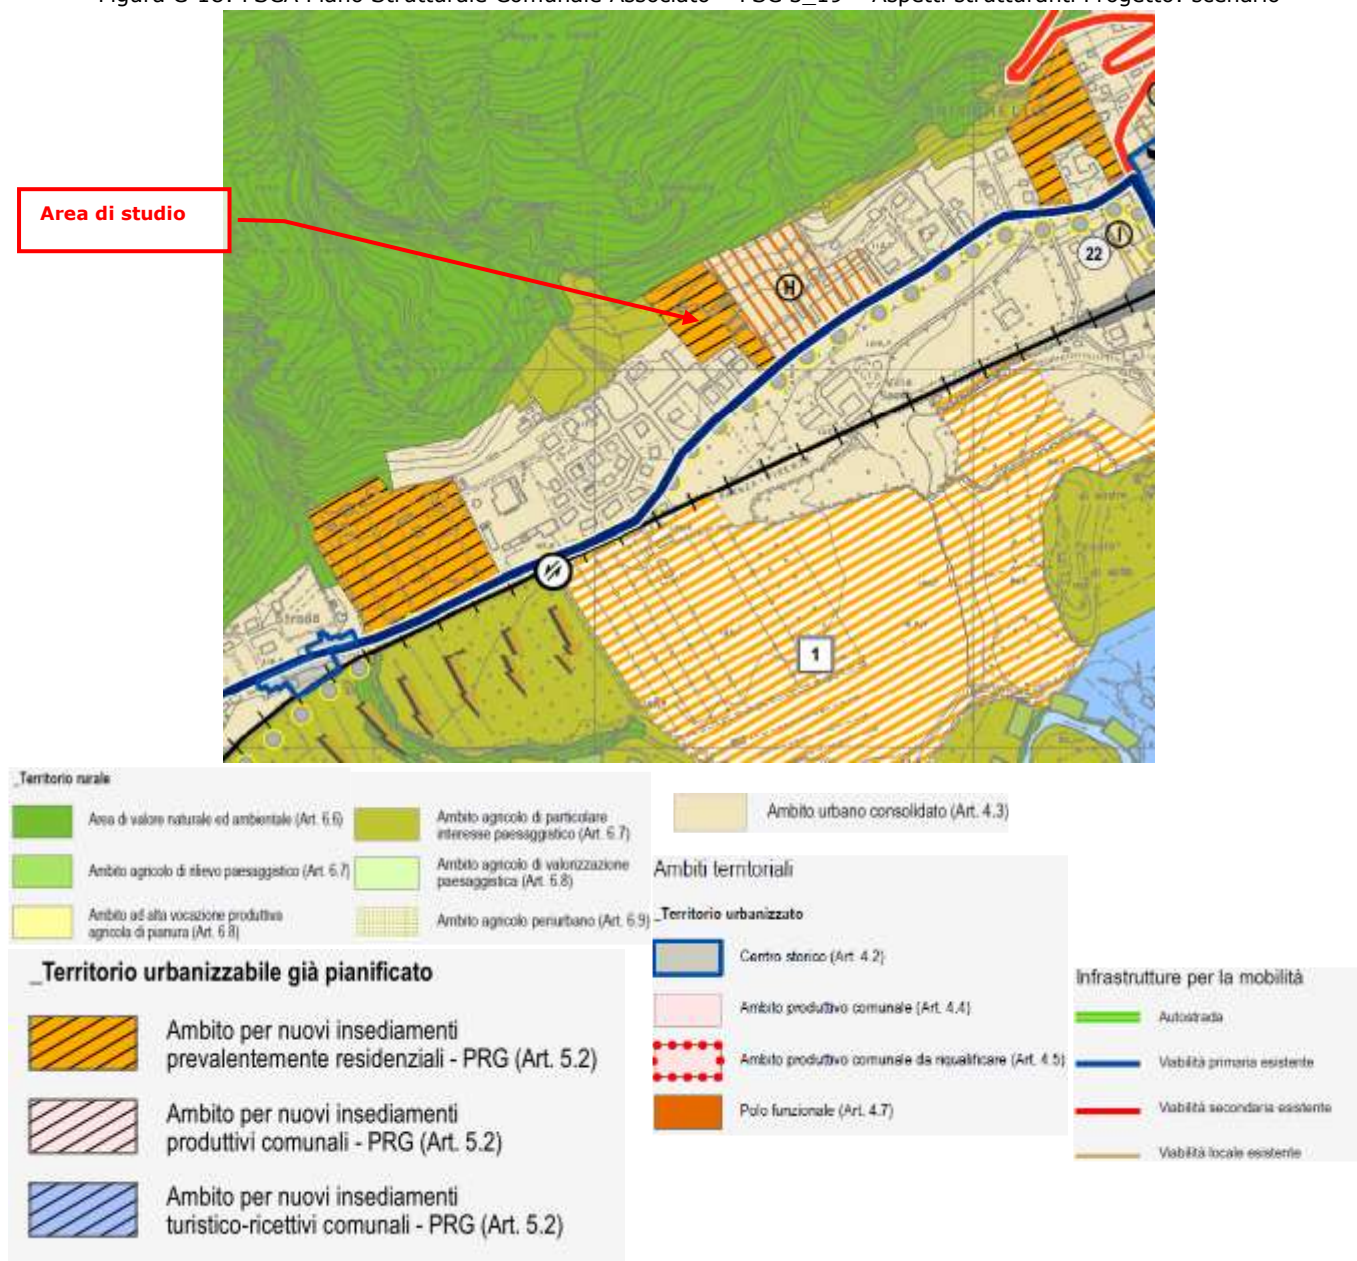 Area di studio
H
22
I
Strada
Villa
1
_Territorio rurale
Area di valore naturale ed ambientale (Art. 6.6)
Ambito agricolo di rilievo paesaggistico (Art. 6.7)
Ambito ad alta vocazione produttiva
agricola di pianura (Art. 6.8)
Ambito agricolo di particolare
interesse paesaggistico (Art. 6.7)
Ambito agricolo di valorizzazione
paesaggistica (Art. 6.8)
Ambito agricolo periurbano (Art. 6.9)
Ambito urbano consolidato (Art. 4.3)
Ambiti territoriali
_Territorio urbanizzato
Centro storico (Art. 4.2)
Ambito produttivo comunale (Art. 4.4)
Ambito produttivo comunale da riqualificare (Art. 4.5)
Polo funzionale (Art. 4.7)
_Territorio urbanizzabile già pianificato
Ambito per nuovi insediamenti
prevalentemente residenziali - PRG (Art. 5.2)
Ambito per nuovi insediamenti
produttivi comunali - PRG (Art. 5.2)
Ambito per nuovi insediamenti
turistico-ricettivi comunali - PRG (Art. 5.2)
Infrastrutture per la mobilità
Autostrada
Viabilità primaria esistente
Viabilità secondaria esistente
Viabilità locale esistente